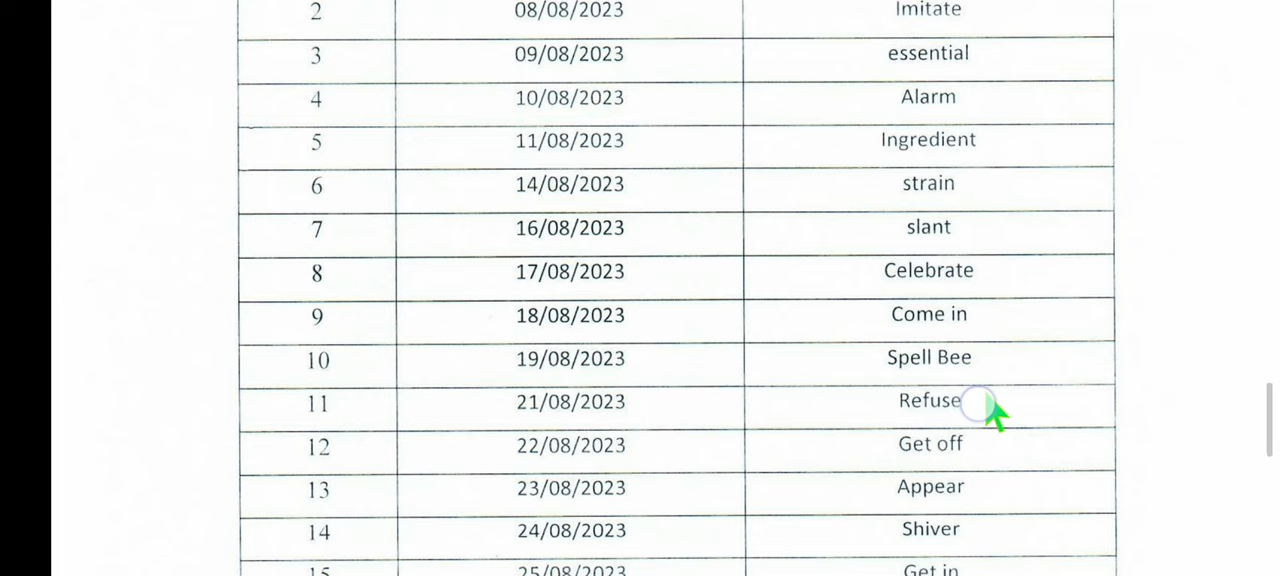 2 08/08/2023 Imitate
3 09/08/2023 essential
4 10/08/2023 Alarm
5 11/08/2023 Ingredient
6 14/08/2023 strain
7 16/08/2023 slant
8 17/08/2023 Celebrate
9 18/08/2023 Come in
10 19/08/2023 Spell Bee
11 21/08/2023 Refuse
12 22/08/2023 Get off
13 23/08/2023 Appear
14 24/08/2023 Shiver
15 25/08/2023 Get in